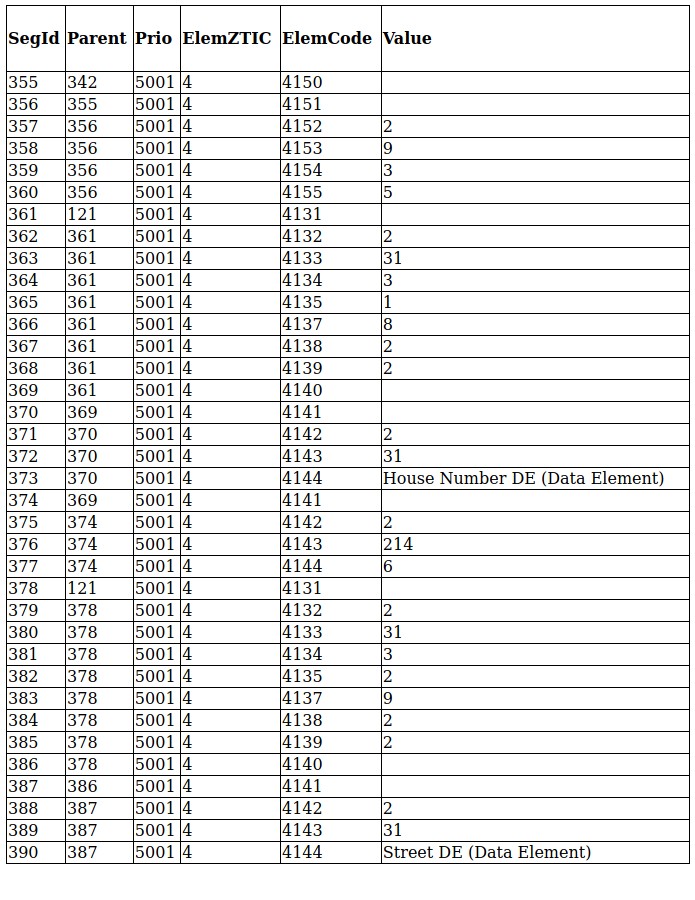 SegId Parent Prio ElemZTIC ElemCode Value
355 342 5001 4 4150
356 355 5001 4 4151
357 356 5001 4 4152 2
358 356 5001 4 4153 9
359 356 5001 4 4154 3
360 356 5001 4 4155 5
361 121 5001 4 4131
362 361 5001 4 4132 2
363 361 5001 4 4133 31
364 361 5001 4 4134 3
365 361 5001 4 4135 1
366 361 5001 4 4137 8
367 361 5001 4 4138 2
368 361 5001 4 4139 2
369 361 5001 4 4140
370 369 5001 4 4141
371 370 5001 4 4142 2
372 370 5001 4 4143 31
373 370 5001 4 4144 House Number DE (Data Element)
374 369 5001 4 4141
375 374 5001 4 4142 2
376 374 5001 4 4143 214
377 374 5001 4 4144 6
378 121 5001 4 4131
379 378 5001 4 4132 2
380 378 5001 4 4133 31
381 378 5001 4 4134 3
382 378 5001 4 4135 2
383 378 5001 4 4137 9
384 378 5001 4 4138 2
385 378 5001 4 4139 2
386 378 5001 4 4140
387 386 5001 4 4141
388 387 5001 4 4142 2
389 387 5001 4 4143 31
390 387 5001 4 4144 Street DE (Data Element)